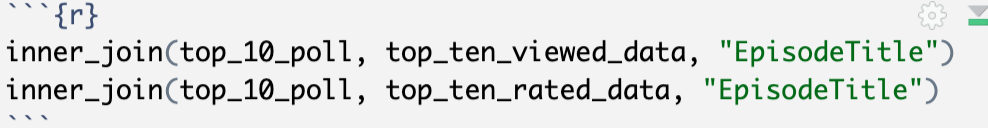 ```{r}
inner_join(top_10_poll, top_ten_viewed_data, "EpisodeTitle")
inner_join(top_10_poll, top_ten_rated_data, "EpisodeTitle")
```